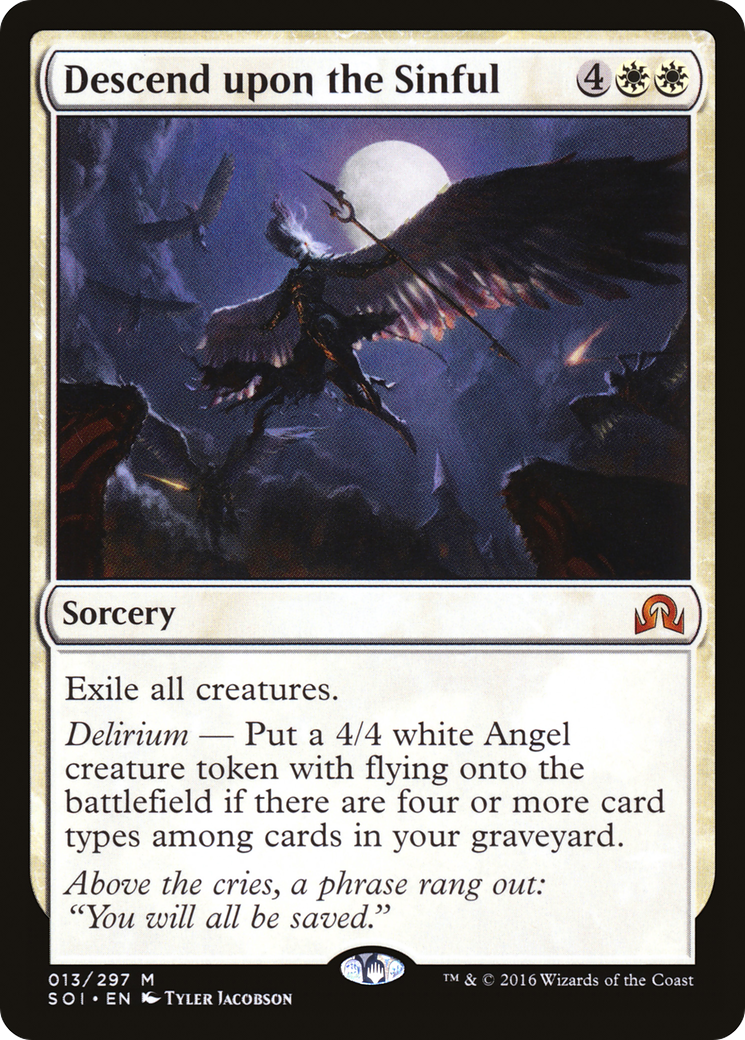 Descend upon the Sinful 4
Sorcery
Exile all creatures.
Delirium — Put a 4/4 white Angel
creature token with flying onto the
battlefield if there are four or more card
types among cards in your graveyard.
Above the cries, a phrase rang out:
“You will all be saved.”
013/297 M
SOI • EN TYLER JACOBSON
™ & © 2016 Wizards of the Coast